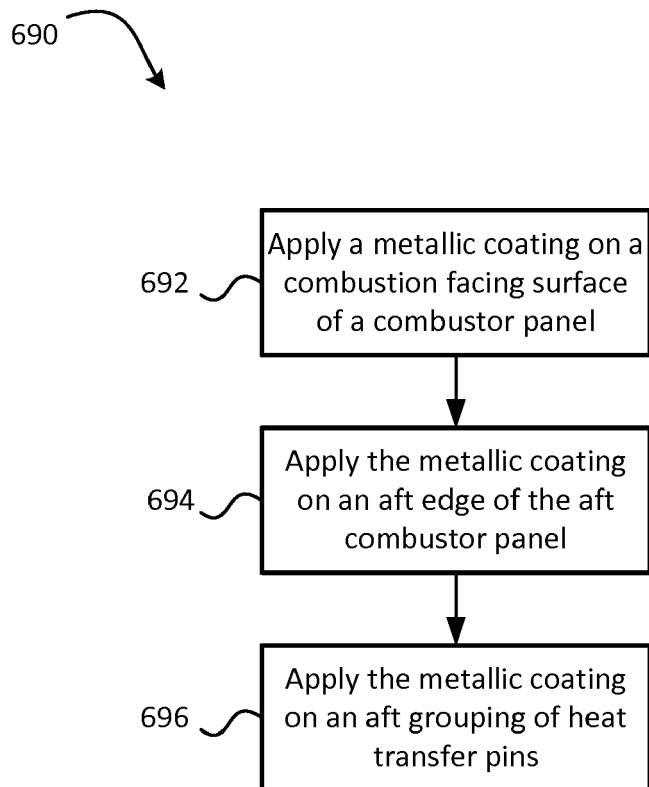 690
Apply a metallic coating on a
combustion facing surface
of a combustor panel
692
Apply the metallic coating
on an aft edge of the aft
combustor panel
694
Apply the metallic coating
on an aft grouping of heat
transfer pins
696